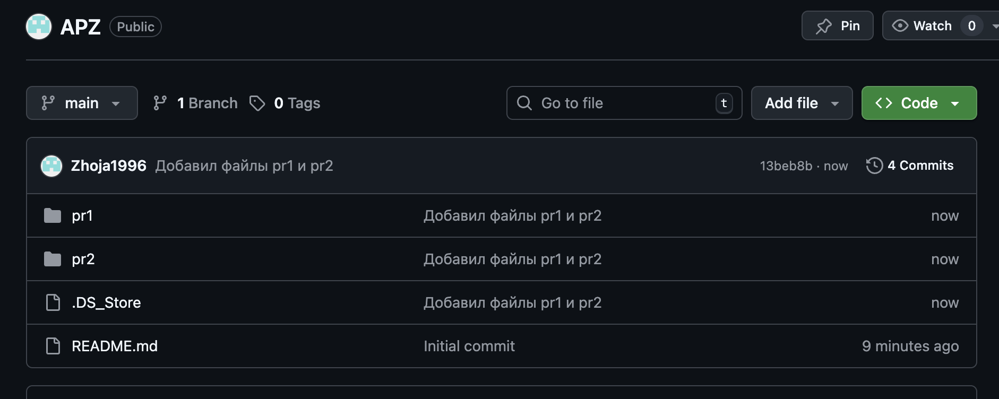 APZ Public Pin Watch 0
main 1 Branch 0 Tags Go to file t Add file Code
Zhoja1996 Добавил файлы pr1 и pr2 13beb8b · now 4 Commits
pr1 Добавил файлы pr1 и pr2 now
pr2 Добавил файлы pr1 и pr2 now
.DS_Store Добавил файлы pr1 и pr2 now
README.md Initial commit 9 minutes ago